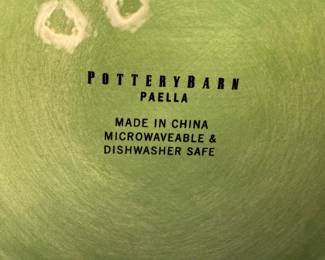 POTTERYBARN
PAELLA
MADE IN CHINA
MICROWAVEABLE &
DISHWASHER SAFE